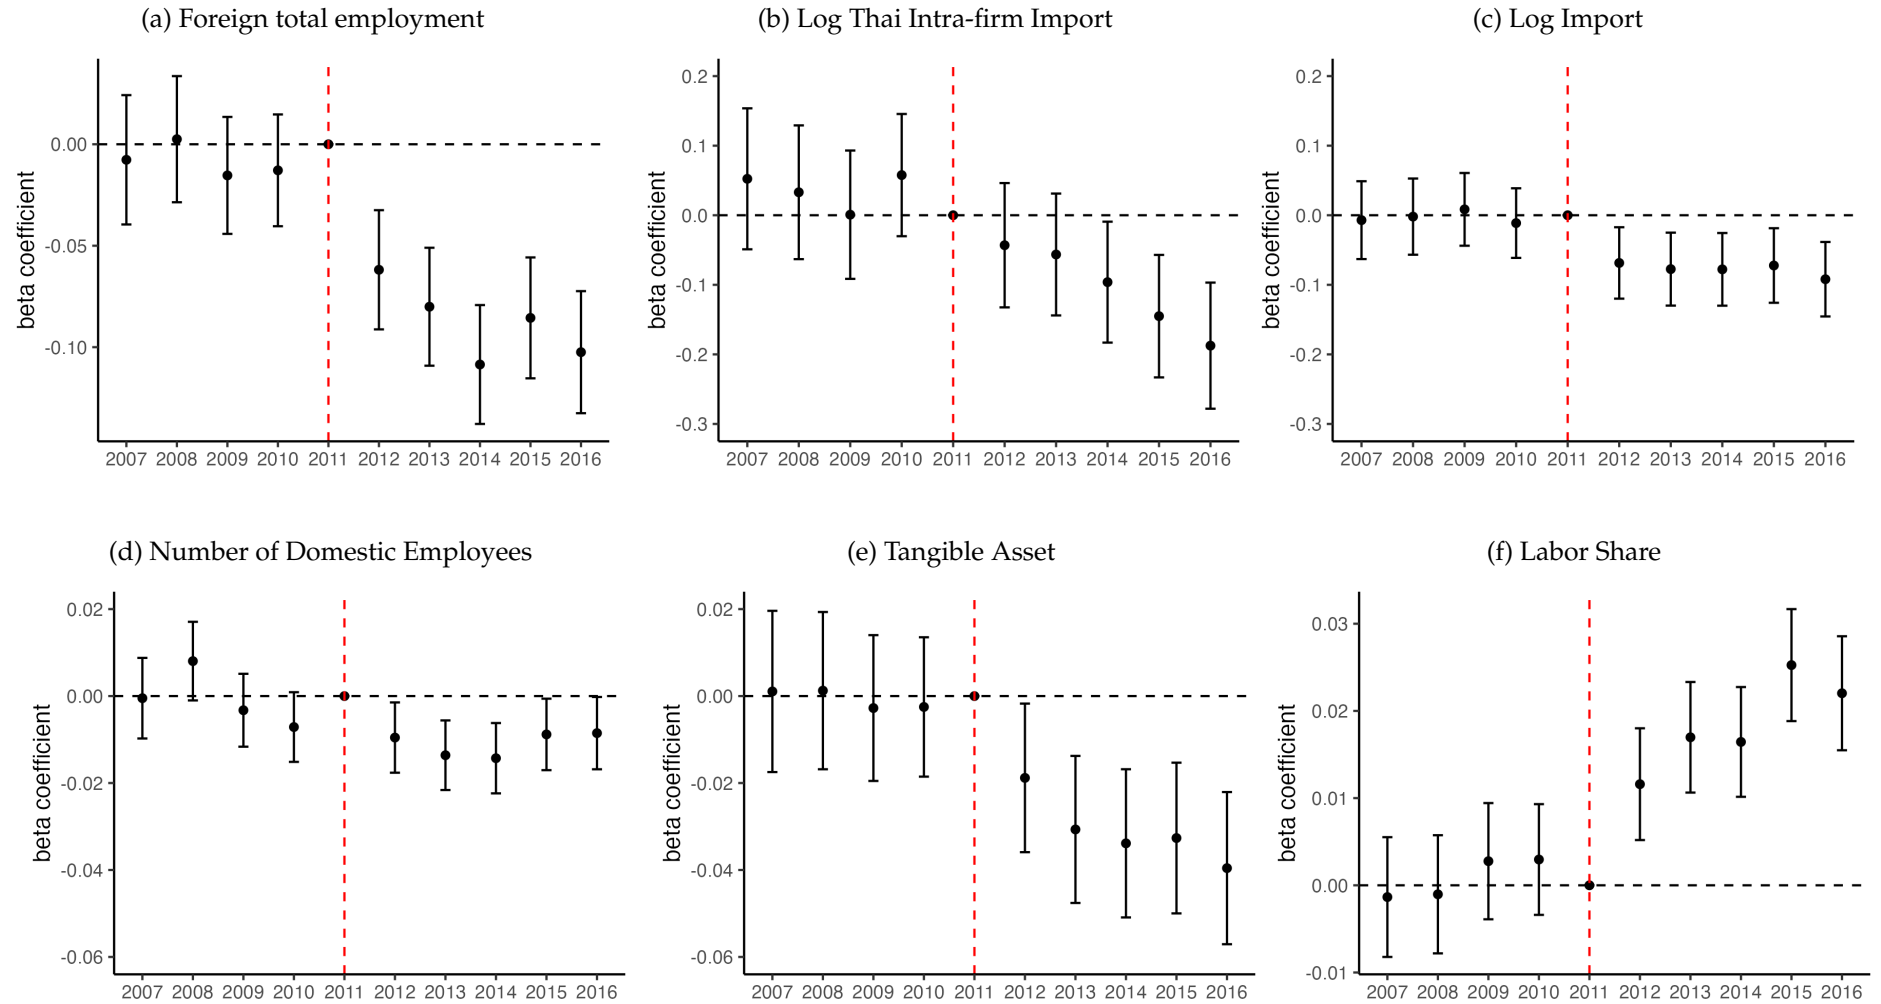 (a) Foreign total employment
beta coefficient
0.00
-0.05
-0.10
2007 2008 2009 2010 2011 2012 2013 2014 2015 2016
(b) Log Thai Intra-firm Import
beta coefficient
0.2
0.1
0.0
-0.1
-0.2
-0.3
2007 2008 2009 2010 2011 2012 2013 2014 2015 2016
(c) Log Import
beta coefficient
0.2
0.1
0.0
-0.1
-0.2
-0.3
2007 2008 2009 2010 2011 2012 2013 2014 2015 2016
(d) Number of Domestic Employees
beta coefficient
0.02
0.00
-0.02
-0.04
-0.06
2007 2008 2009 2010 2011 2012 2013 2014 2015 2016
(e) Tangible Asset
beta coefficient
0.02
0.00
-0.02
-0.04
-0.06
2007 2008 2009 2010 2011 2012 2013 2014 2015 2016
(f) Labor Share
beta coefficient
0.03
0.02
0.01
0.00
-0.01
2007 2008 2009 2010 2011 2012 2013 2014 2015 2016